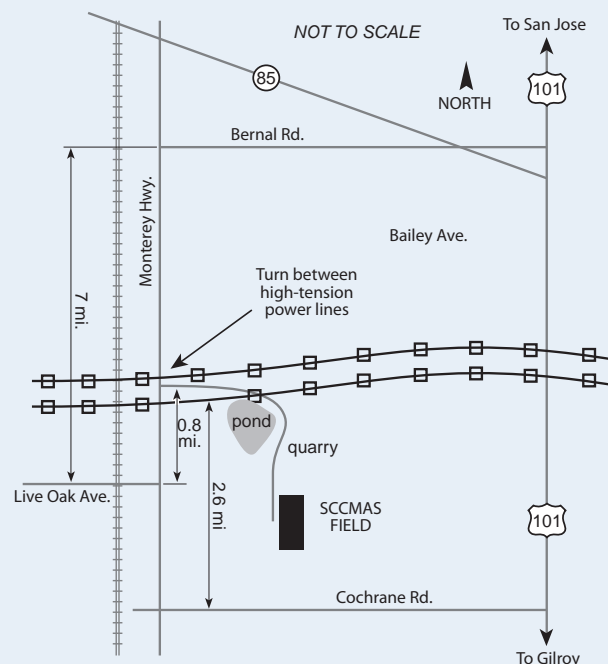 NOT TO SCALE
To San Jose
85
101
NORTH
Bernal Rd.
Monterey Hwy.
Bailey Ave.
Turn between
high-tension
power lines
7 mi.
0.8
mi.
pond
quarry
Live Oak Ave.
2.6 mi
SCCMAS
FIELD
101
Cochrane Rd.
To Gilroy